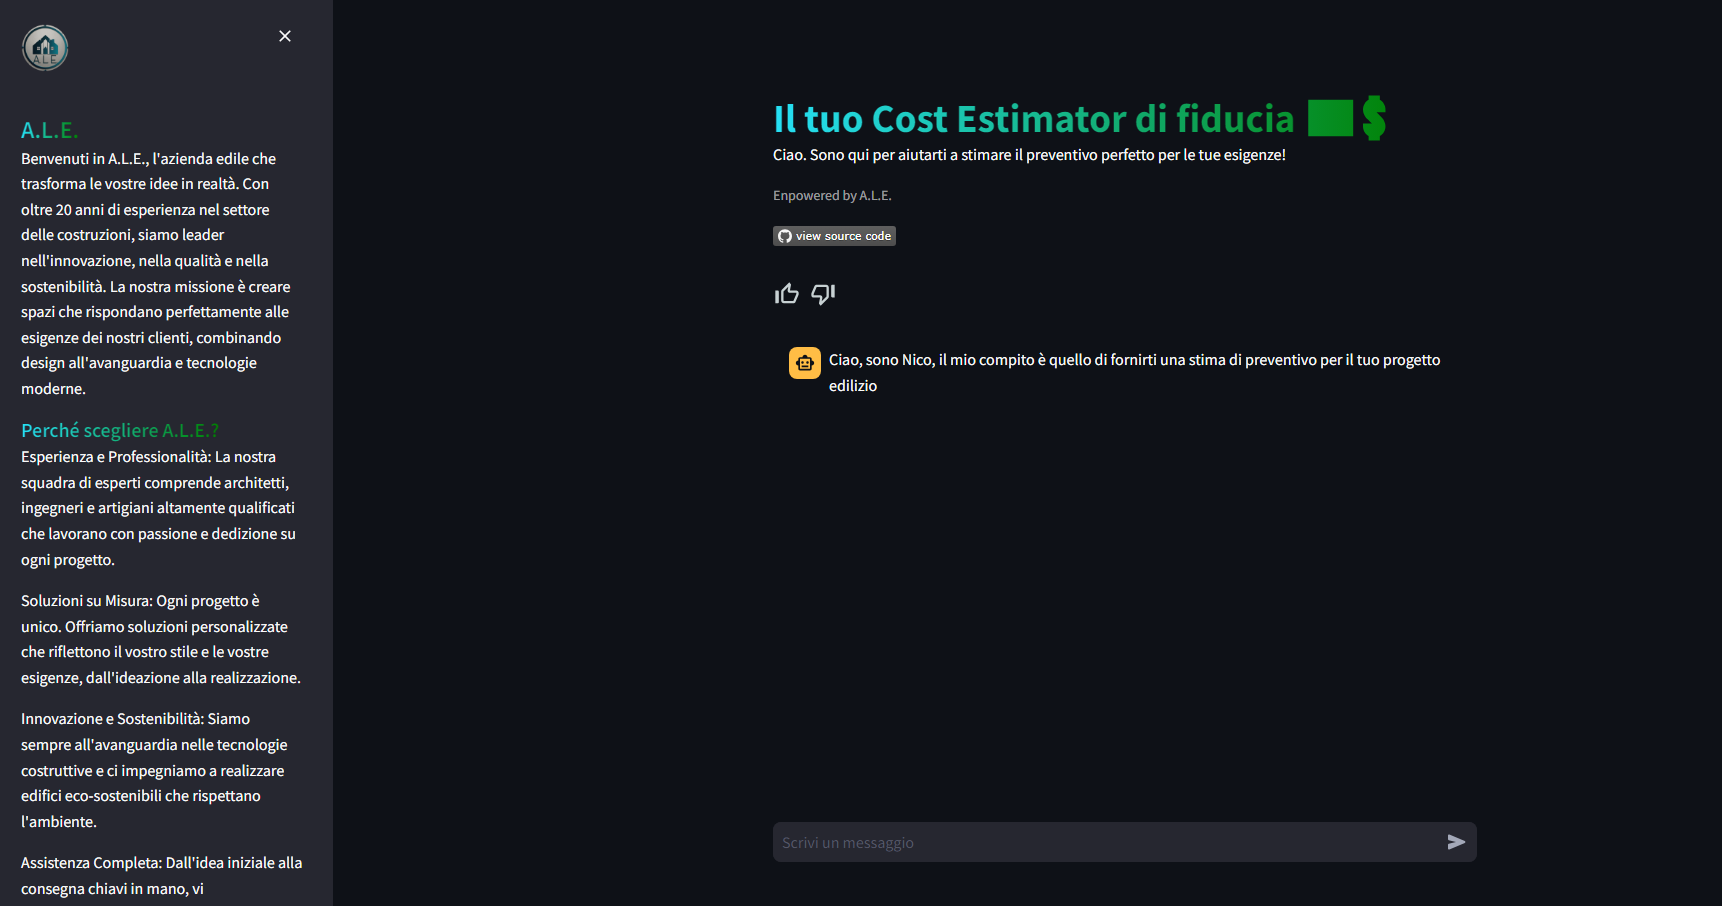 ALE
A.L.E.
Benvenuti in A.L.E., l'azienda edile che
trasforma le vostre idee in realtà. Con
oltre 20 anni di esperienza nel settore
delle costruzioni, siamo leader
nell'innovazione, nella qualità e nella
sostenibilità. La nostra missione è creare
spazi che rispondano perfettamente alle
esigenze dei nostri clienti, combinando
design all'avanguardia e tecnologie
moderne.
Perché scegliere A.L.E.?
Esperienza e Professionalità: La nostra
squadra di esperti comprende architetti,
ingegneri e artigiani altamente qualificati
che lavorano con passione e dedizione su
ogni progetto.
Soluzioni su Misura: Ogni progetto è
unico. Offriamo soluzioni personalizzate
che riflettono il vostro stile e le vostre
esigenze, dall'ideazione alla realizzazione.
Innovazione e Sostenibilità: Siamo
sempre all'avanguardia nelle tecnologie
costruttive e ci impegniamo a realizzare
edifici eco-sostenibili che rispettano
l'ambiente.
Assistenza Completa: Dall'idea iniziale alla
consegna chiavi in mano, vi
Il tuo Cost Estimator di fiducia
Ciao. Sono qui per aiutarti a stimare il preventivo perfetto per le tue esigenze!
Enpowered by A.L.E.
view source code
Ciao, sono Nico, il mio compito è quello di fornirti una stima di preventivo per il tuo progetto
edilizio
Scrivi un messaggio